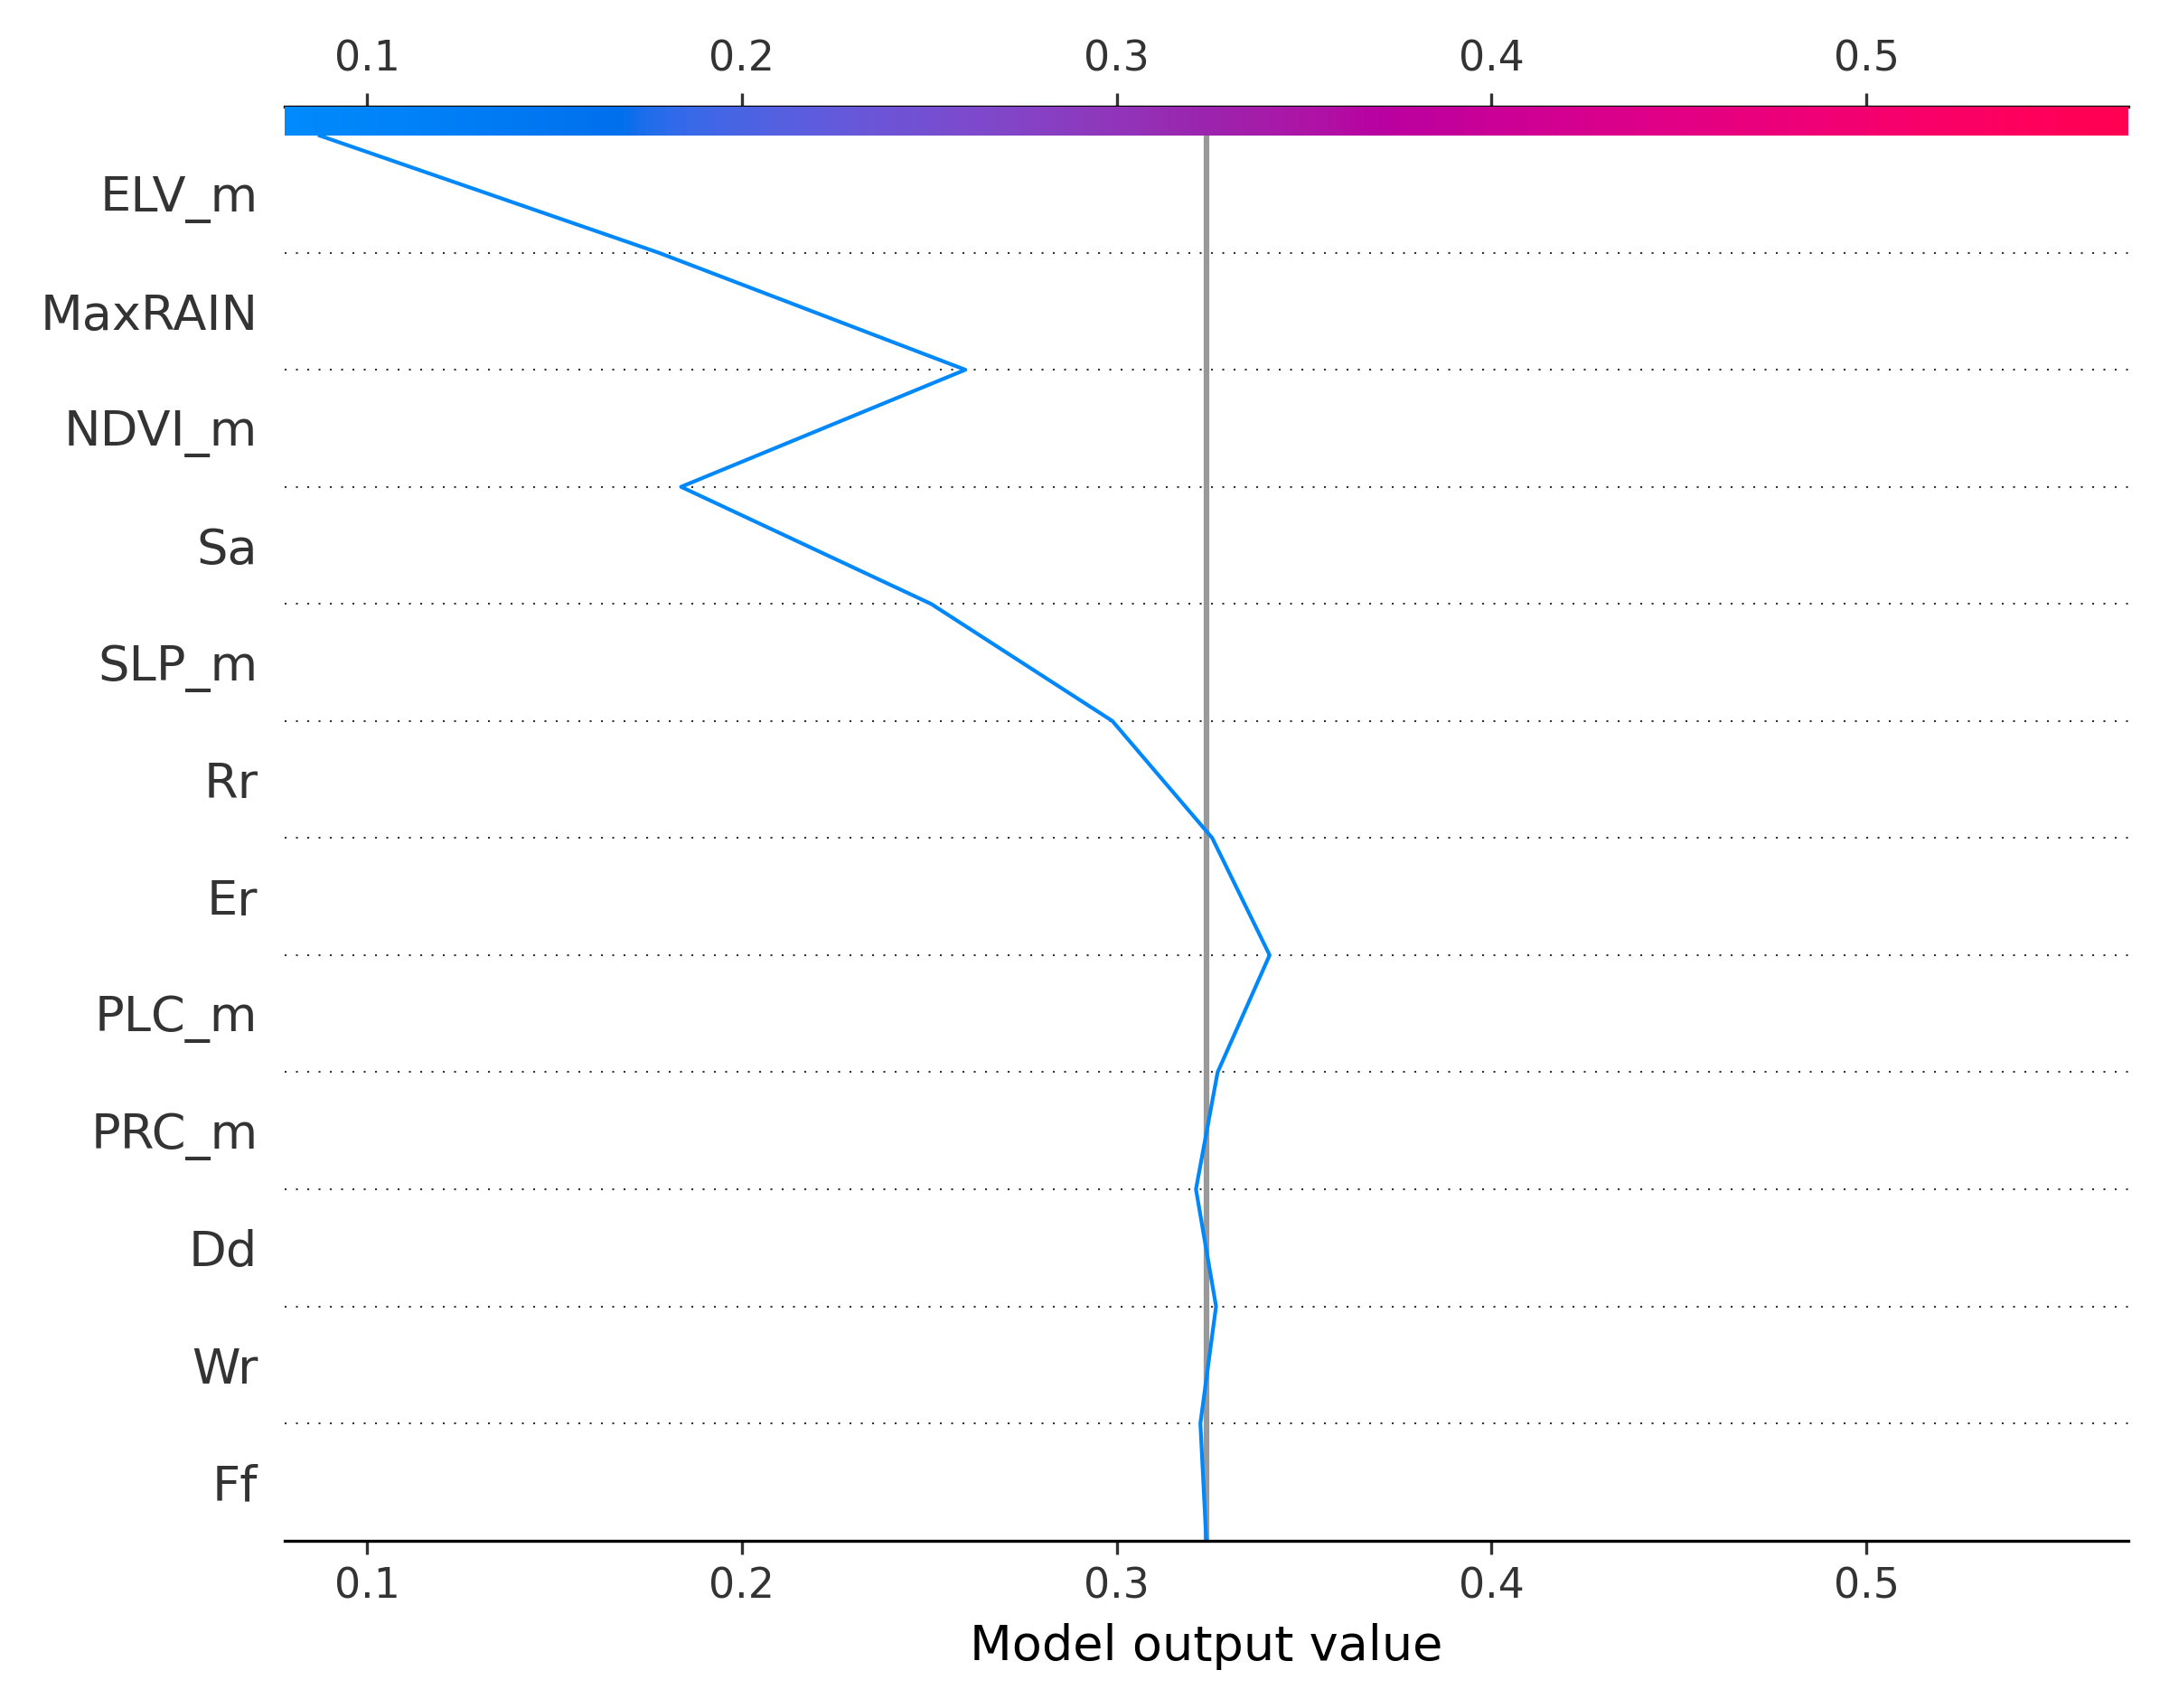 0.1 0.2 0.3 0.4 0.5
ELV_m
MaxRAIN
NDVI_m
Sa
SLP_m
Rr
Er
PLC_m
PRC_m
Dd
Wr
Ff
0.1 0.2 0.3 0.4 0.5
Model output value